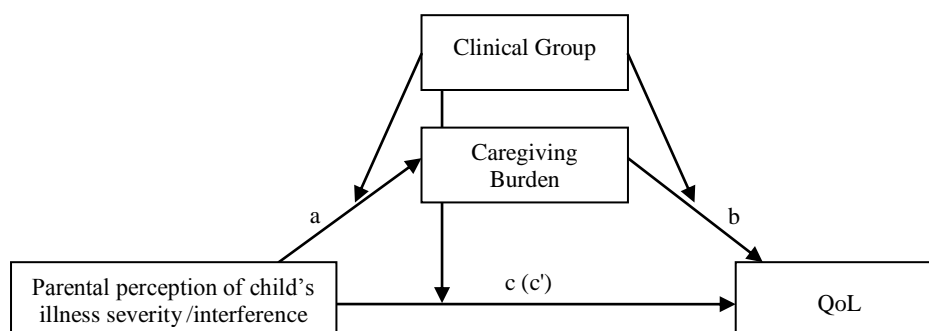 Clinical Group
Caregiving
Burden
a
b
Parental perception of child’s
illness severity/interference
c (c')
QoL